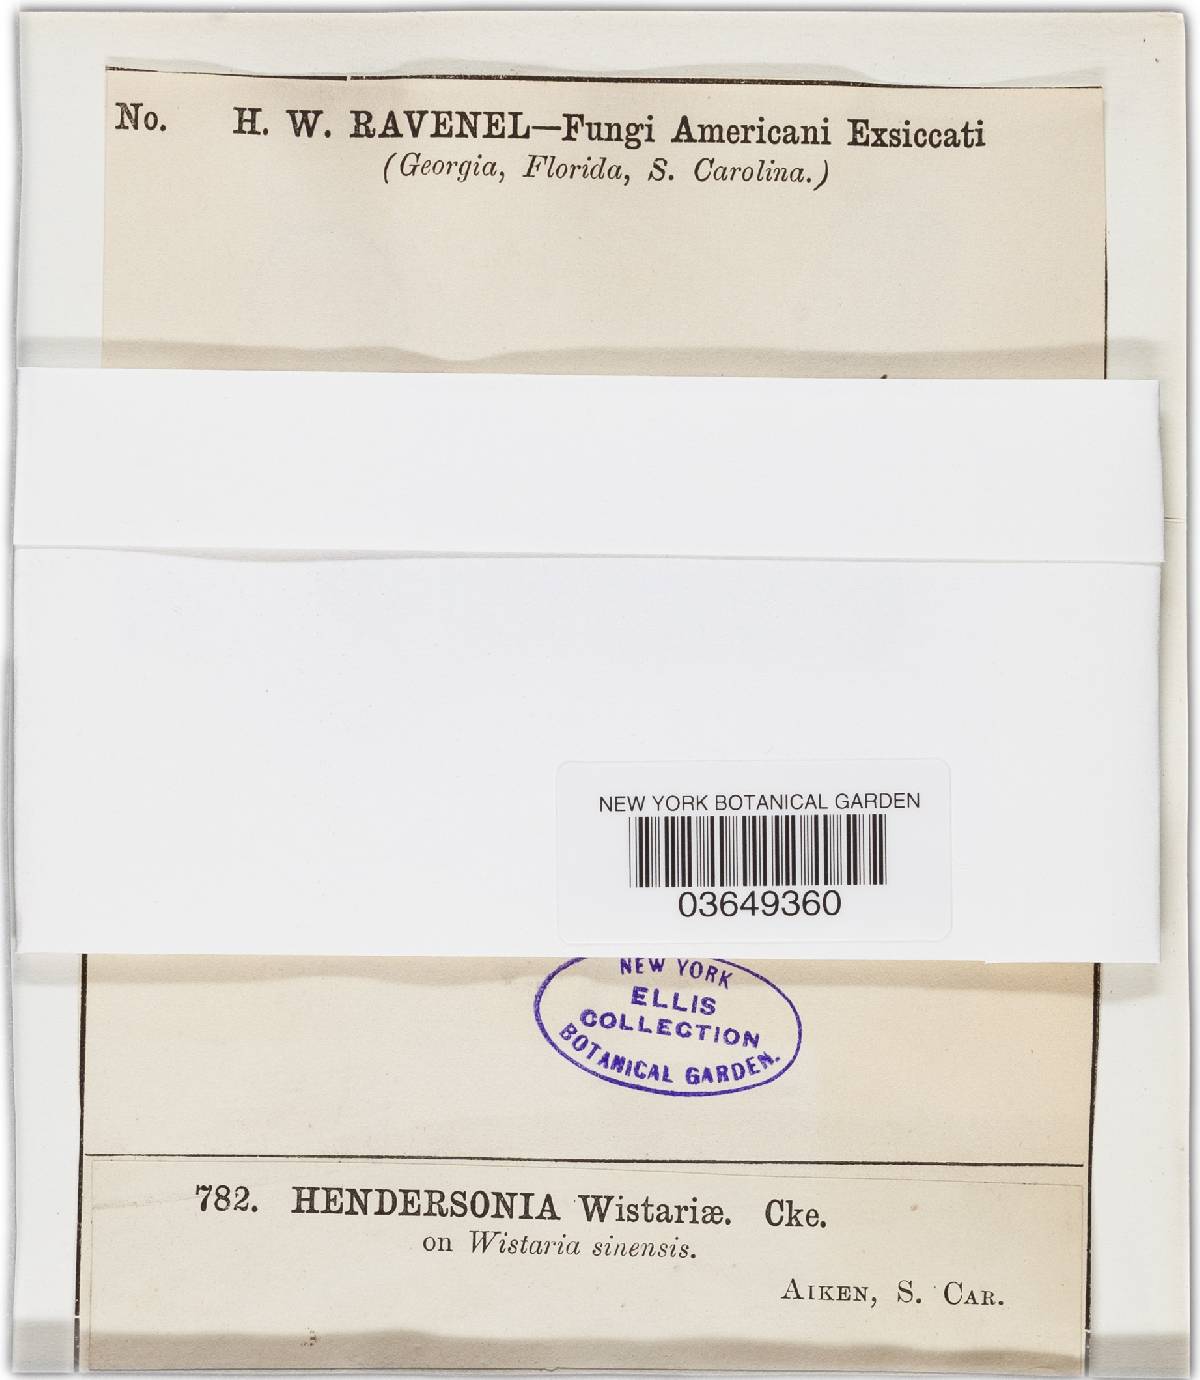 No. H. W. RAVENEL—Fungi Americani Exsiccati
(Georgia, Florida, S. Carolina.)
NEW YORK BOTANICAL GARDEN
03649360
NEW YORK
ELLIS
COLLECTION
BOTANICAL GARDEN.
782. HENDERSONIA Wistariæ. Cke.
on Wistaria sinensis.
AIKEN, S. CAR.